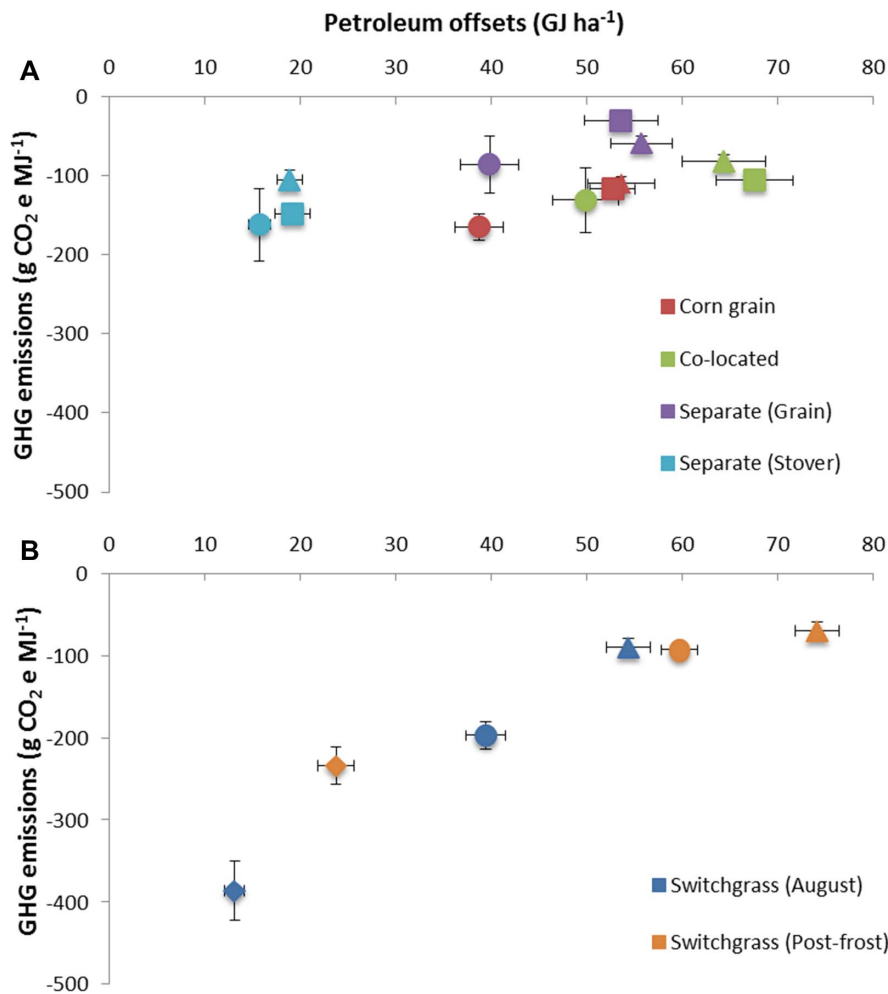 Petroleum offsets (GJ ha⁻¹)
A
0 10 20 30 40 50 60 70 80
0
-100
-200
-300
-400
-500
GHG emissions (g CO₂ e MJ⁻¹)
Corn grain
Co-located
Separate (Grain)
Separate (Stover)
B
0 10 20 30 40 50 60 70 80
0
-100
-200
-300
-400
-500
GHG emissions (g CO₂ e MJ⁻¹)
Switchgrass (August)
Switchgrass (Post-frost)